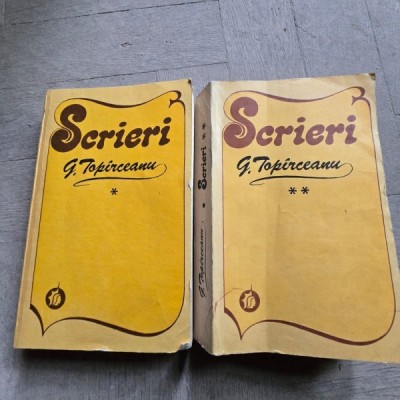 Scrieri
G. Topîrceanu
*
G. Topîrceanu • Scrieri **
Scrieri
G. Topîrceanu
**